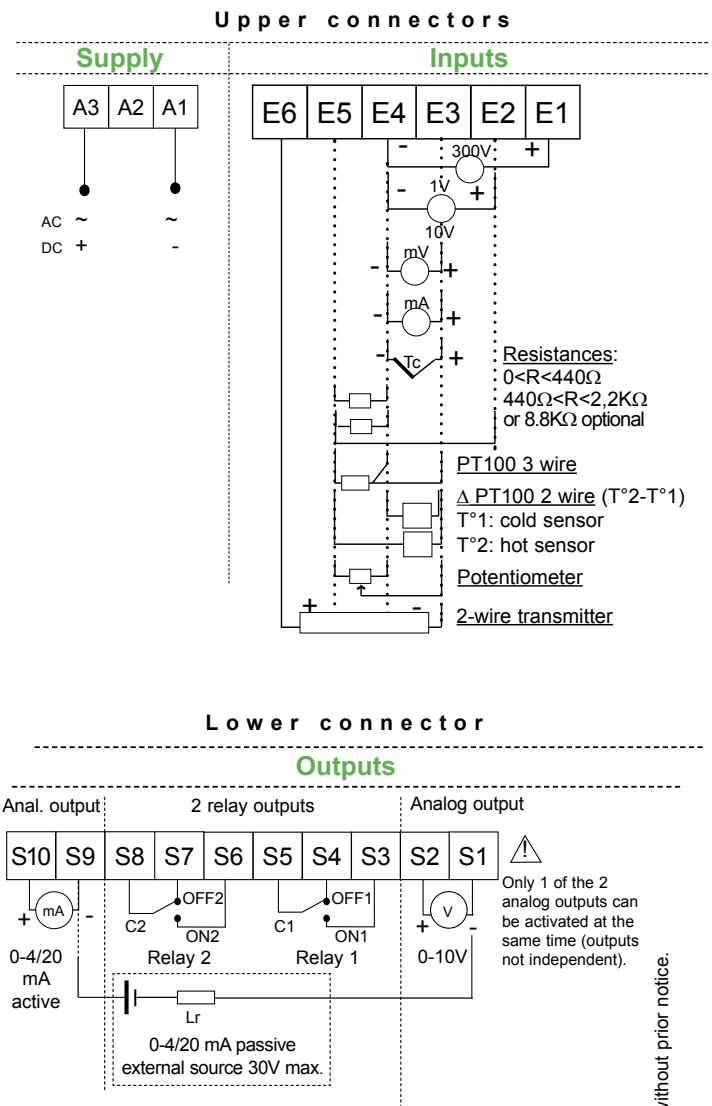 Upper connectors
Supply
Inputs
A3 A2 A1
E6 E5 E4 E3 E2 E1
- 300V +
- 1V +
10V
AC ~ ~
DC + -
mV
- +
mA
- +
- Tc +
Resistances:
0<R<440Ω
440Ω<R<2,2KΩ
or 8.8KΩ optional
PT100 3 wire
Δ PT100 2 wire (T°2-T°1)
T°1: cold sensor
T°2: hot sensor
Potentiometer
+ -
2-wire transmitter
Lower connector
Outputs
Anal. output
2 relay outputs
Analog output
S10 S9 S8 S7 S6 S5 S4 S3 S2 S1
Only 1 of the 2
analog outputs can
be activated at the
same time (outputs
not independent).
+ mA -
C2 OFF2
ON2
Relay 2
C1 OFF1
ON1
Relay 1
+ V -
0-10V
0-4/20
mA
active
Lr
0-4/20 mA passive
external source 30V max.
prior notice.